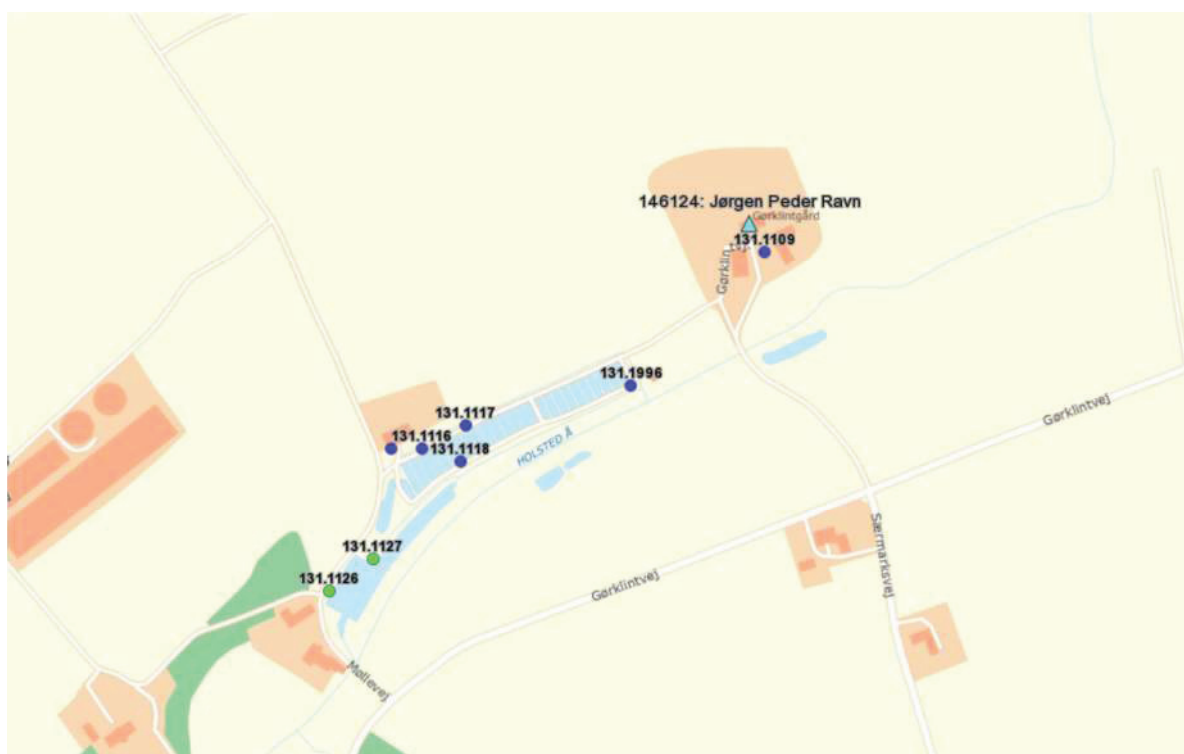 146124: Jørgen Peder Ravn
Gørklintgård
131.1109
Gørklintvej
131.1996
131.1117
131.1116
131.1118
HOLSTED Å
Gørklintvej
131.1127
131.1126
Gørklintvej
Særmarksvej
Møllevej